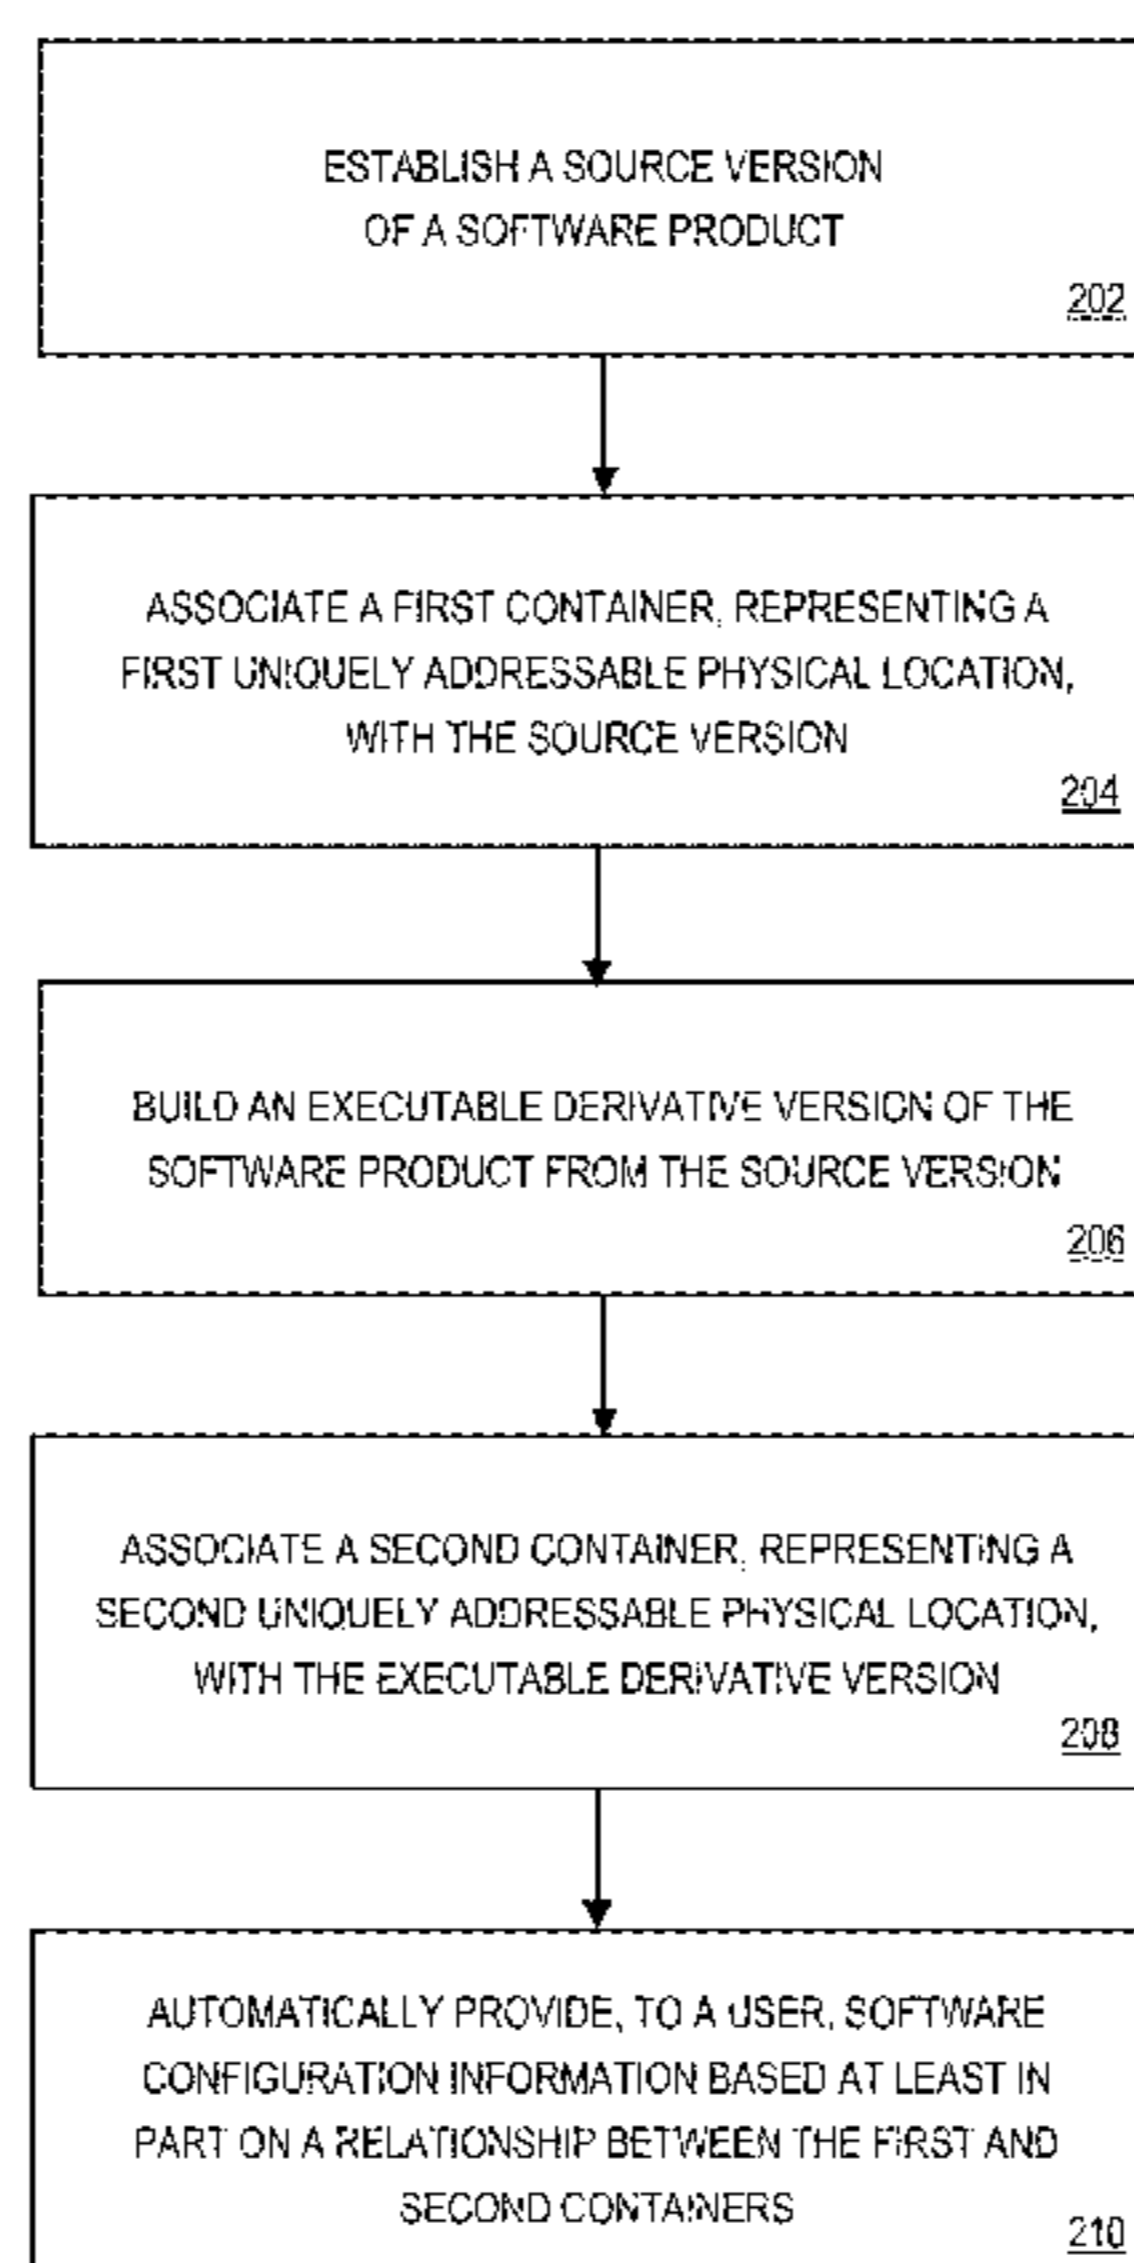 ESTABLISH A SOURCE VERSION
OF A SOFTWARE PRODUCT
202
ASSOCIATE A FIRST CONTAINER, REPRESENTING A
FIRST UNIQUELY ADDRESSABLE PHYSICAL LOCATION,
WITH THE SOURCE VERSION
204
BUILD AN EXECUTABLE DERIVATIVE VERSION OF THE
SOFTWARE PRODUCT FROM THE SOURCE VERSION
206
ASSOCIATE A SECOND CONTAINER, REPRESENTING A
SECOND UNIQUELY ADDRESSABLE PHYSICAL LOCATION,
WITH THE EXECUTABLE DERIVATIVE VERSION
208
AUTOMATICALLY PROVIDE, TO A USER, SOFTWARE
CONFIGURATION INFORMATION BASED AT LEAST IN
PART ON A RELATIONSHIP BETWEEN THE FIRST AND
SECOND CONTAINERS
210